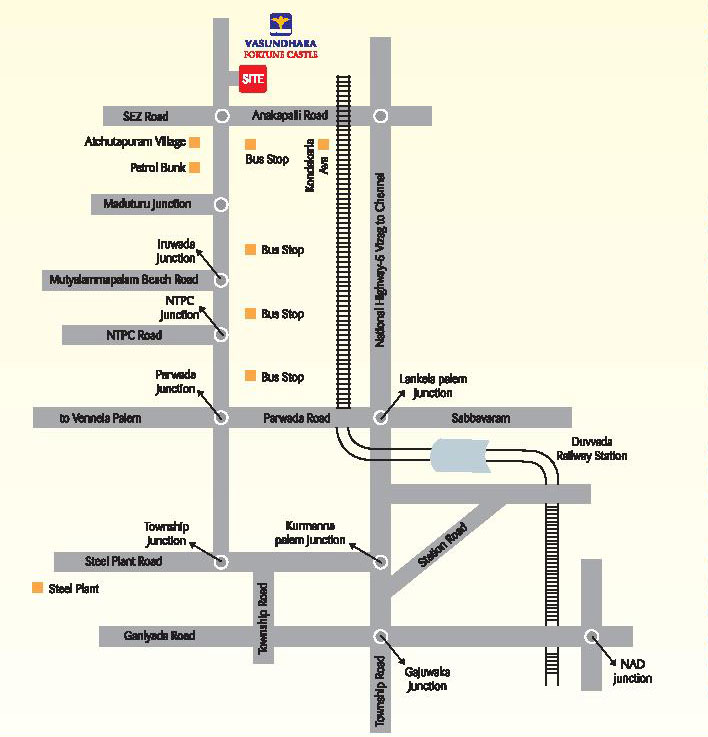 VASUNDHARA
FORTUNE CASTLE
SITE
SEZ Road
Anakapalli Road
Atchutapuram Village
Bus Stop
Kondakarla
Ava
Petrol Bunk
Maduturu junction
National Highway-5 Vizag to Chennai
Iruwada
junction
Bus Stop
Mutyalammapalam Beach Road
NTPC
junction
Bus Stop
NTPC Road
Parwada
junction
Bus Stop
Lankela palem
junction
to Vennela Palem
Parwada Road
Sabbavaram
Duvvada
Railway Station
Township
junction
Kurmanna
palem junction
Station Road
Steel Plant Road
Steel Plant
Township Road
Ganiyada Road
Township Road
Gajuwaka
junction
NAD
junction